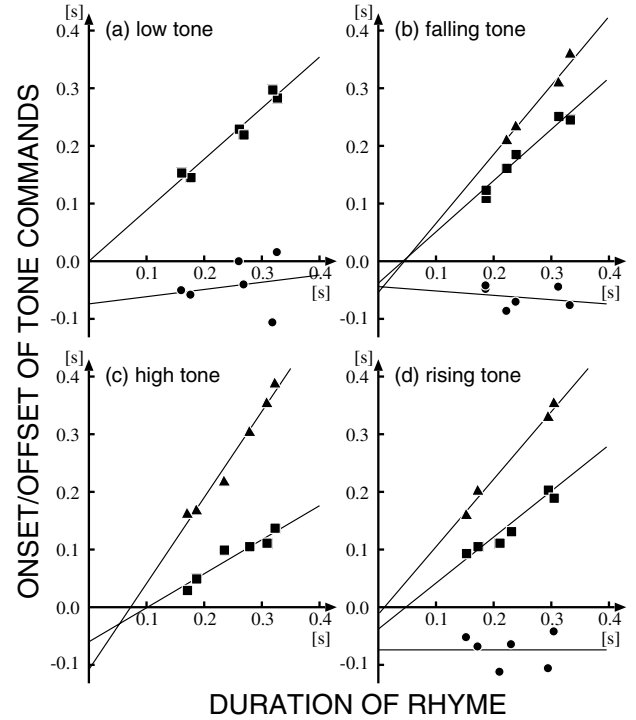 ONSET/OFFSET OF TONE COMMANDS
[s]
(a) low tone
0.4
0.3
0.2
0.1
0.0
-0.1
0.1
0.2
0.3
0.4
[s]
[s]
(b) falling tone
0.4
0.3
0.2
0.1
0.0
-0.1
0.1
0.2
0.3
0.4
[s]
[s]
(c) high tone
0.4
0.3
0.2
0.1
0.0
-0.1
0.1
0.2
0.3
0.4
[s]
[s]
(d) rising tone
0.4
0.3
0.2
0.1
0.0
-0.1
0.1
0.2
0.3
0.4
[s]
DURATION OF RHYME